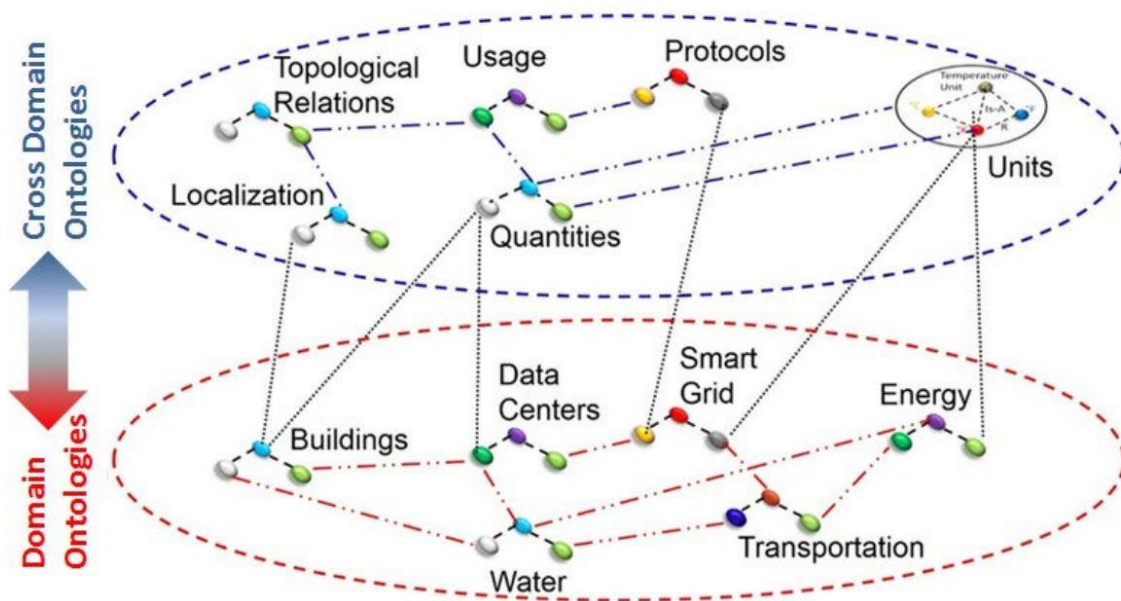 Cross Domain
Ontologies
Domain
Ontologies
Topological
Relations
Usage
Protocols
Temperature
Unit
°C
Is-A
°F
R
Units
Localization
Quantities
Buildings
Data
Centers
Smart
Grid
Energy
Water
Transportation